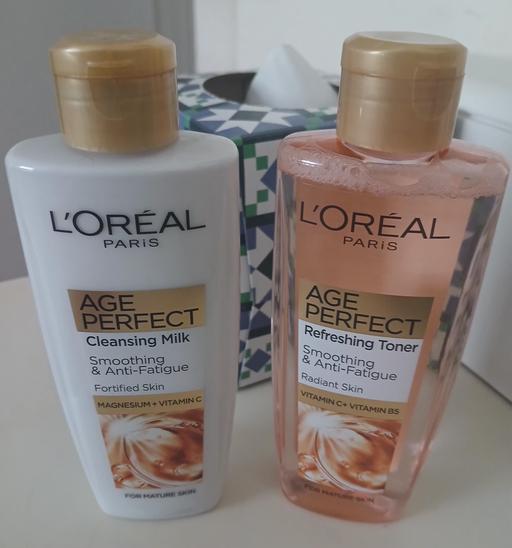 L'ORÉAL
PARiS
AGE
PERFECT
Cleansing Milk
Smoothing
& Anti-Fatigue
Fortified Skin
MAGNESIUM + VITAMIN C
FOR MATURE SKIN
L'ORÉAL
PARiS
AGE
PERFECT
Refreshing Toner
Smoothing
& Anti-Fatigue
Radiant Skin
VITAMIN C + VITAMIN B5
FOR MATURE SKIN